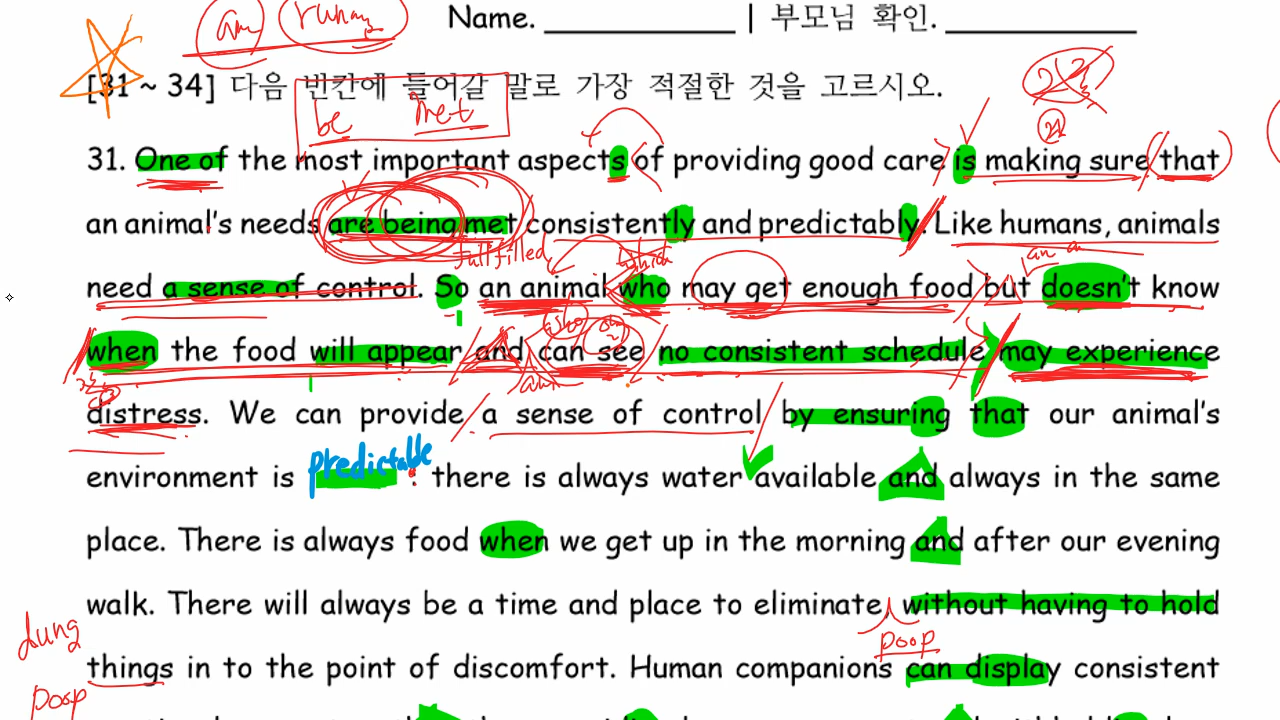 am runny
Name. ____________ | 부모님 확인. ____________
[31 ~ 34] 다음 빈칸에 들어갈 말로 가장 적절한 것을 고르시오.
be met
31. One of the most important aspects of providing good care is making sure that
an animal's needs are being met consistently and predictably. Like humans, animals
fullfilled which
need a sense of control. So an animal who may get enough food but doesn't know
when the food will appear and can see no consistent schedule may experience
distress. We can provide a sense of control by ensuring that our animal's
environment is predictable: there is always water available and always in the same
place. There is always food when we get up in the morning and after our evening
walk. There will always be a time and place to eliminate, without having to hold
dung
poop
things in to the point of discomfort. Human companions can display consistent
poop